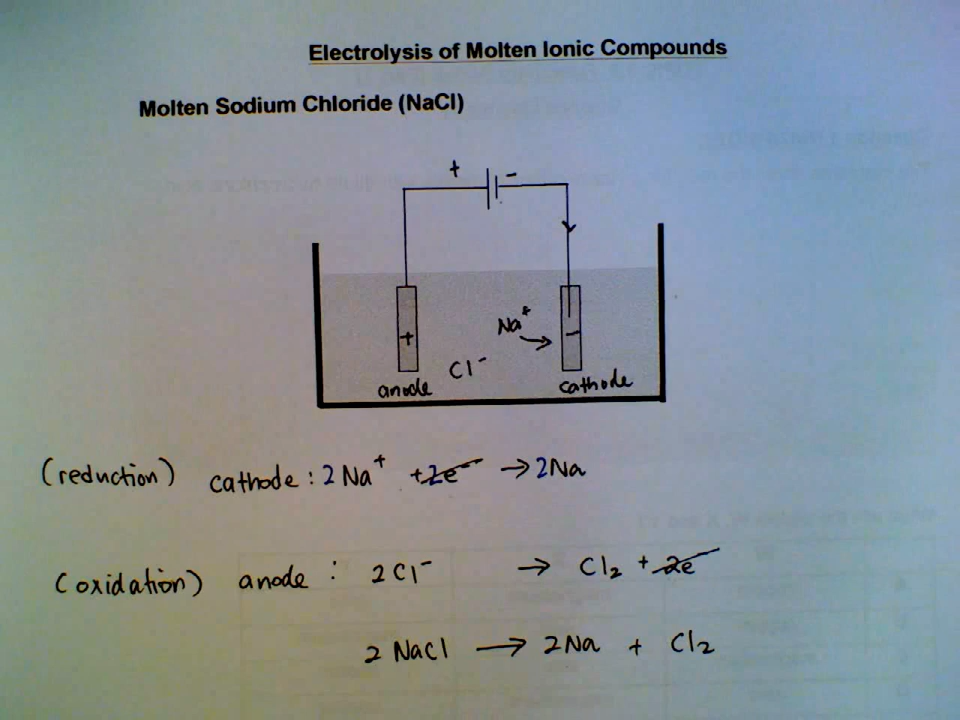 Electrolysis of Molten Ionic Compounds
Molten Sodium Chloride (NaCl)
+ -
Na⁺
+ -
Cl⁻
anode cathode
(reduction) cathode : 2 Na⁺ + 2e⁻ → 2Na
(oxidation) anode : 2 Cl⁻ → Cl₂ + 2e⁻
2 NaCl → 2Na + Cl₂